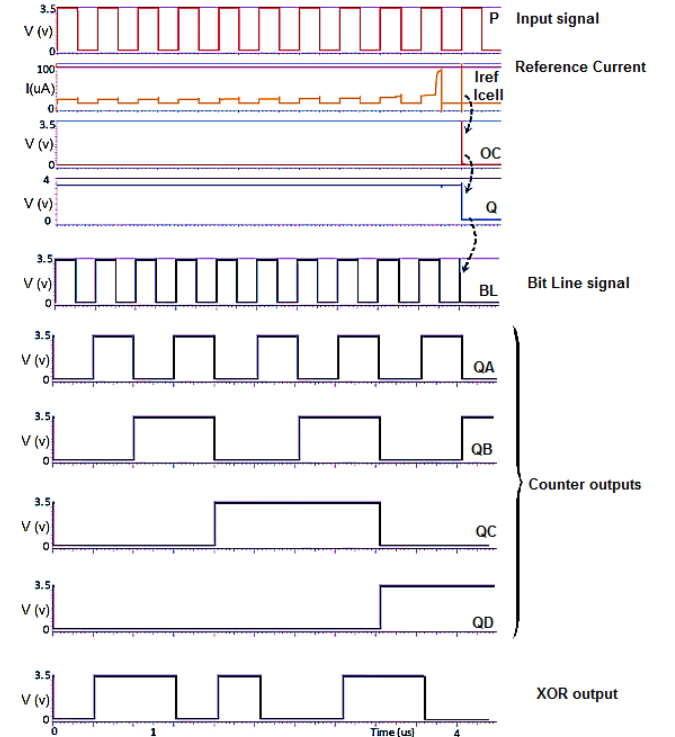 3.5
V (v)
0
P
Input signal
Reference Current
100
I(uA)
0
Iref
Icell
3.5
V (v)
0
OC
4
V (v)
0
Q
3.5
V (v)
0
BL
Bit Line signal
3.5
V (v)
0
QA
3.5
V (v)
0
QB
Counter outputs
3.5
V (v)
0
QC
3.5
V (v)
0
QD
3.5
V (v)
0
XOR output
0 1 Time (us) 4